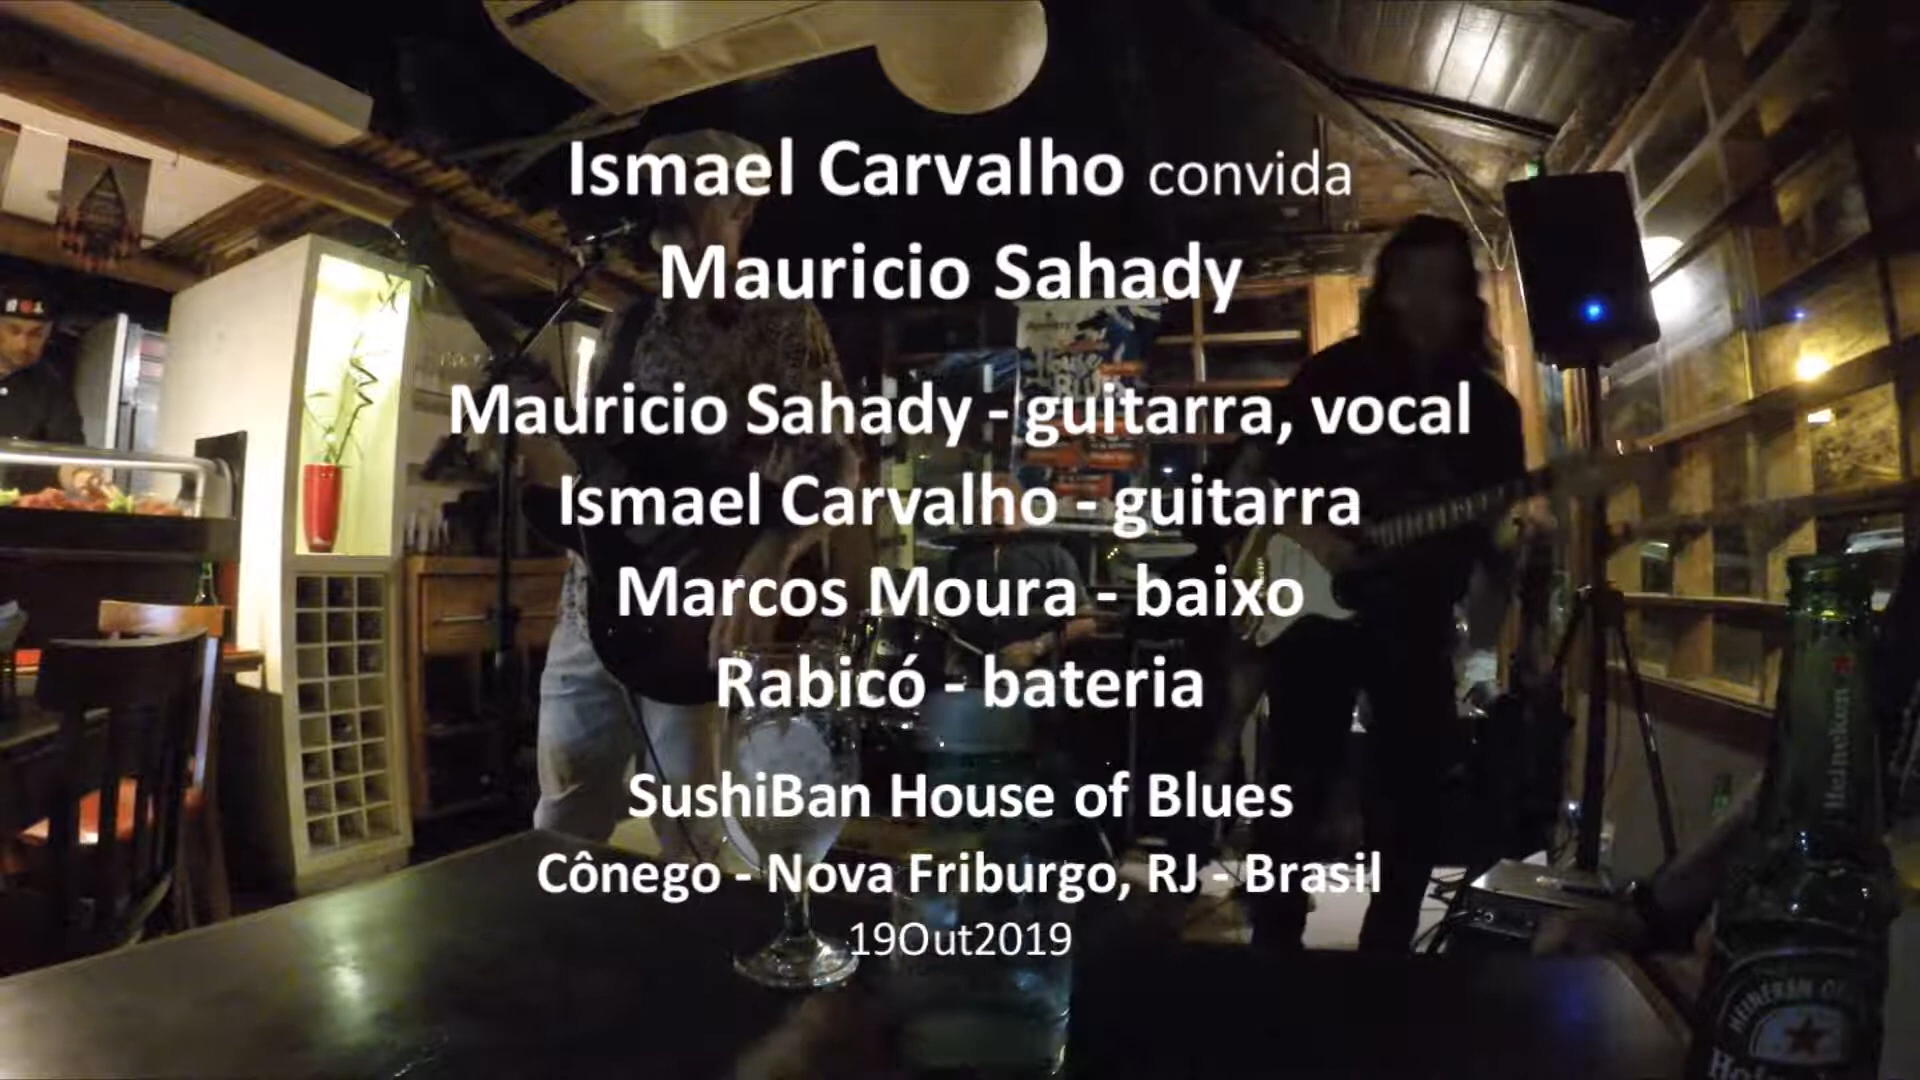 Ismael Carvalho convida
Mauricio Sahady
Mauricio Sahady - guitarra, vocal
Ismael Carvalho - guitarra
Marcos Moura - baixo
Rabicó - bateria
SushiBan House of Blues
Cônego - Nova Friburgo, RJ - Brasil
19Out2019
Heineken